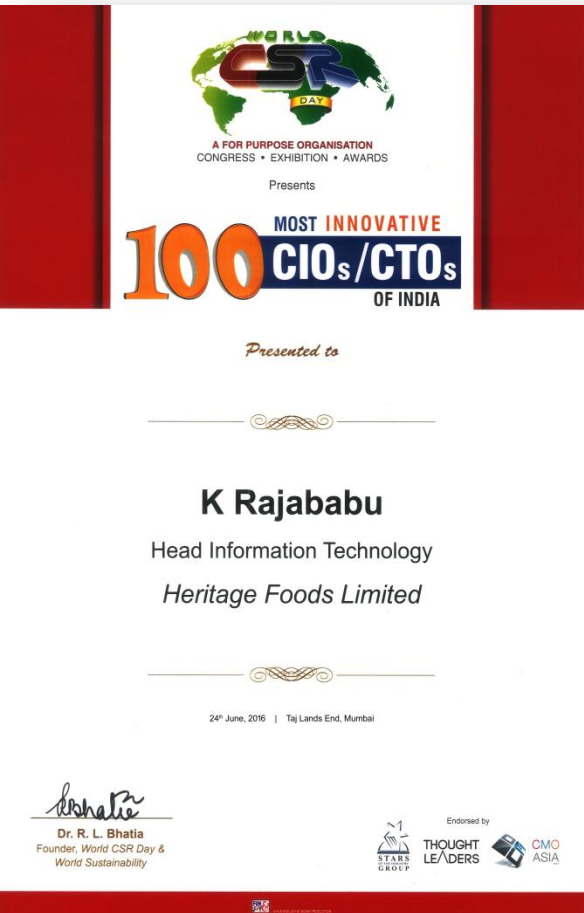 WORLD
CSR
DAY
A FOR PURPOSE ORGANISATION
CONGRESS • EXHIBITION • AWARDS
Presents
100
MOST INNOVATIVE
CIOs/CTOs
OF INDIA
Presented to
K Rajababu
Head Information Technology
Heritage Foods Limited
24th June, 2016 | Taj Lands End, Mumbai
Dr. R. L. Bhatia
Founder, World CSR Day &
World Sustainability
Endorsed by
STARS
GROUP
THOUGHT
LEADERS
CMO
ASIA